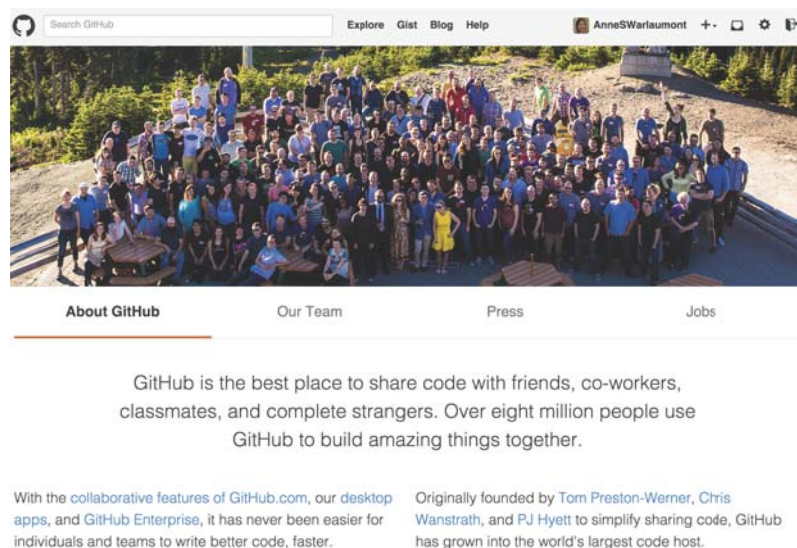 Search GitHub
Explore Gist Blog Help
AnneSWarlaumont
About GitHub
Our Team
Press
Jobs
GitHub is the best place to share code with friends, co-workers,
classmates, and complete strangers. Over eight million people use
GitHub to build amazing things together.
With the collaborative features of GitHub.com, our desktop
apps, and GitHub Enterprise, it has never been easier for
individuals and teams to write better code, faster.
Originally founded by Tom Preston-Werner, Chris
Wanstrath, and PJ Hyett to simplify sharing code, GitHub
has grown into the world's largest code host.